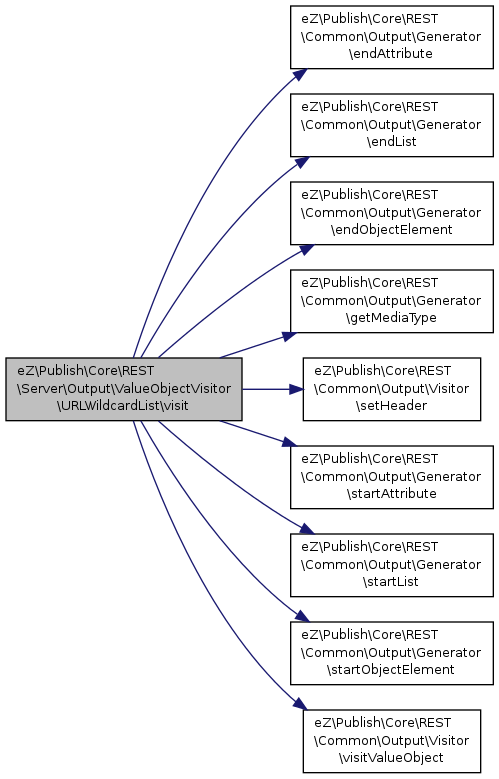 eZ\Publish\Core\REST
\Common\Output\Generator
\endAttribute
eZ\Publish\Core\REST
\Common\Output\Generator
\endList
eZ\Publish\Core\REST
\Common\Output\Generator
\endObjectElement
eZ\Publish\Core\REST
\Common\Output\Generator
\getMediaType
eZ\Publish\Core\REST
\Server\Output\ValueObjectVisitor
\URLWildcardList\visit
eZ\Publish\Core\REST
\Common\Output\Visitor
\setHeader
eZ\Publish\Core\REST
\Common\Output\Generator
\startAttribute
eZ\Publish\Core\REST
\Common\Output\Generator
\startList
eZ\Publish\Core\REST
\Common\Output\Generator
\startObjectElement
eZ\Publish\Core\REST
\Common\Output\Visitor
\visitValueObject